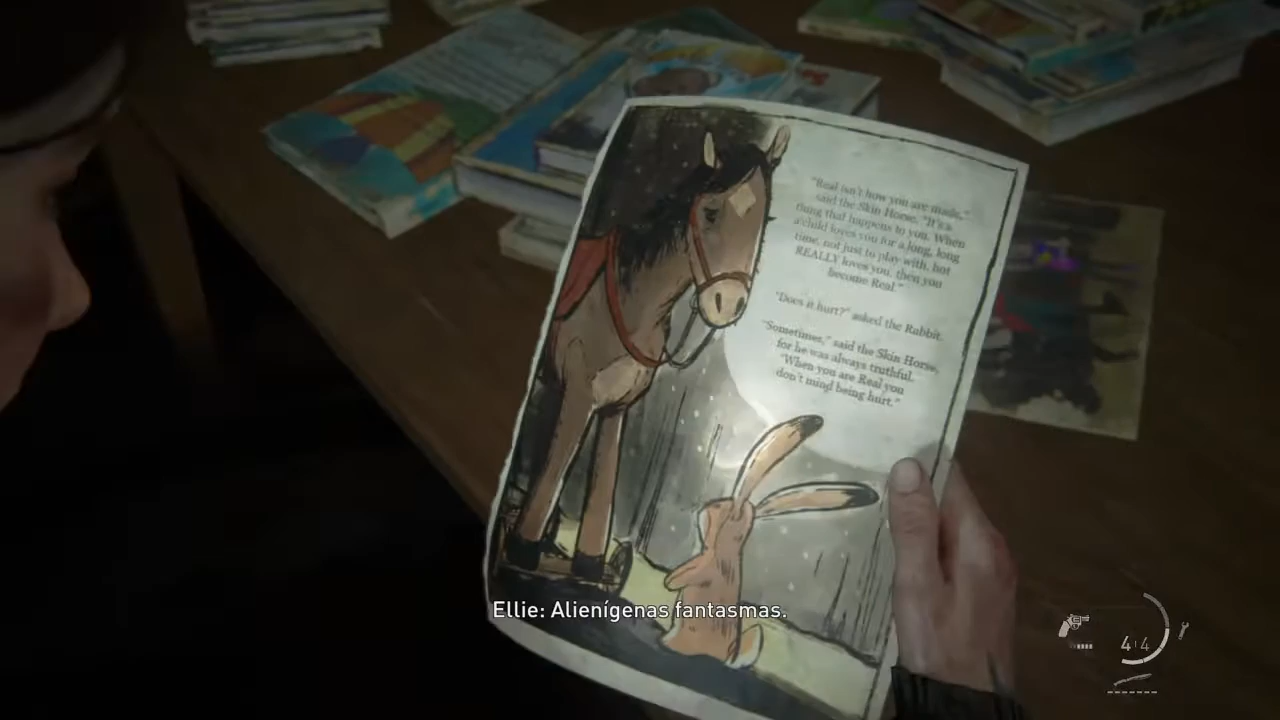 "Real isn't how you are made,"
said the Skin Horse. "It's a
thing that happens to you. When
a child loves you for a long, long
time, not just to play with, but
REALLY loves you, then you
become Real."
"Does it hurt?" asked the Rabbit.
"Sometimes," said the Skin Horse,
for he was always truthful.
"When you are Real you
don't mind being hurt."
Ellie: Alienígenas fantasmas.
4 4